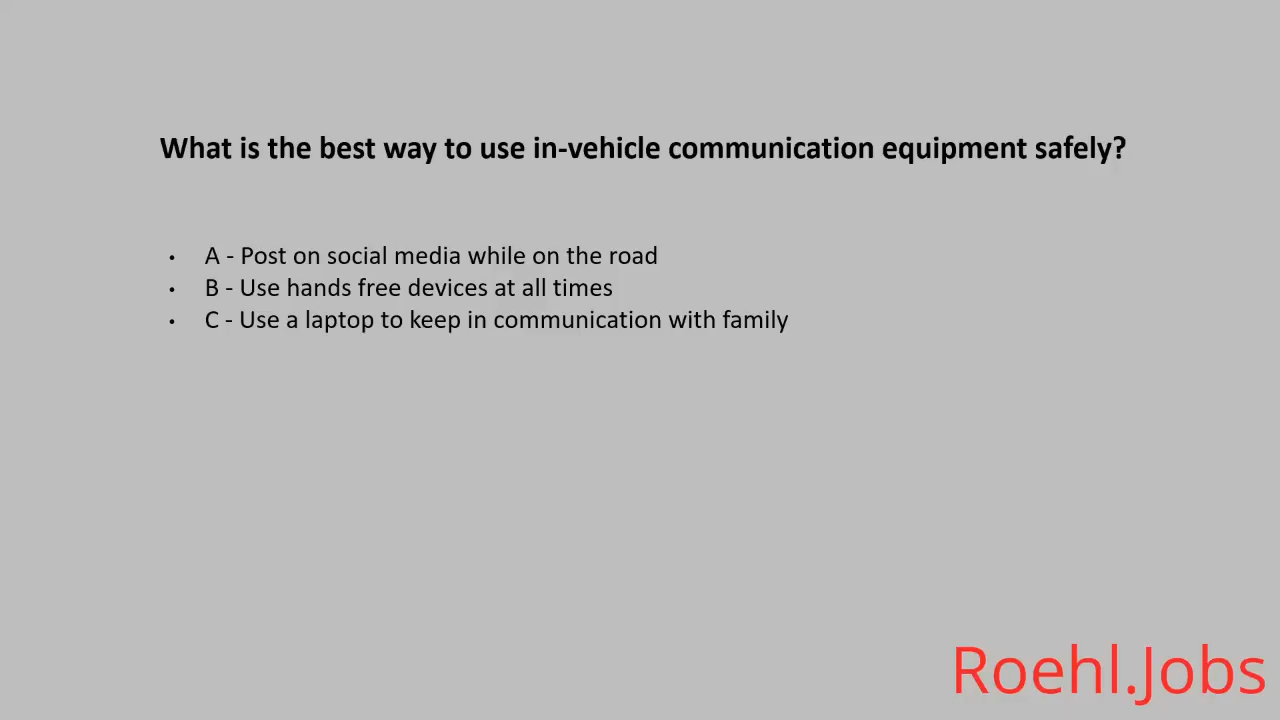 What is the best way to use in-vehicle communication equipment safely?
• A - Post on social media while on the road
• B - Use hands free devices at all times
• C - Use a laptop to keep in communication with family
Roehl.Jobs